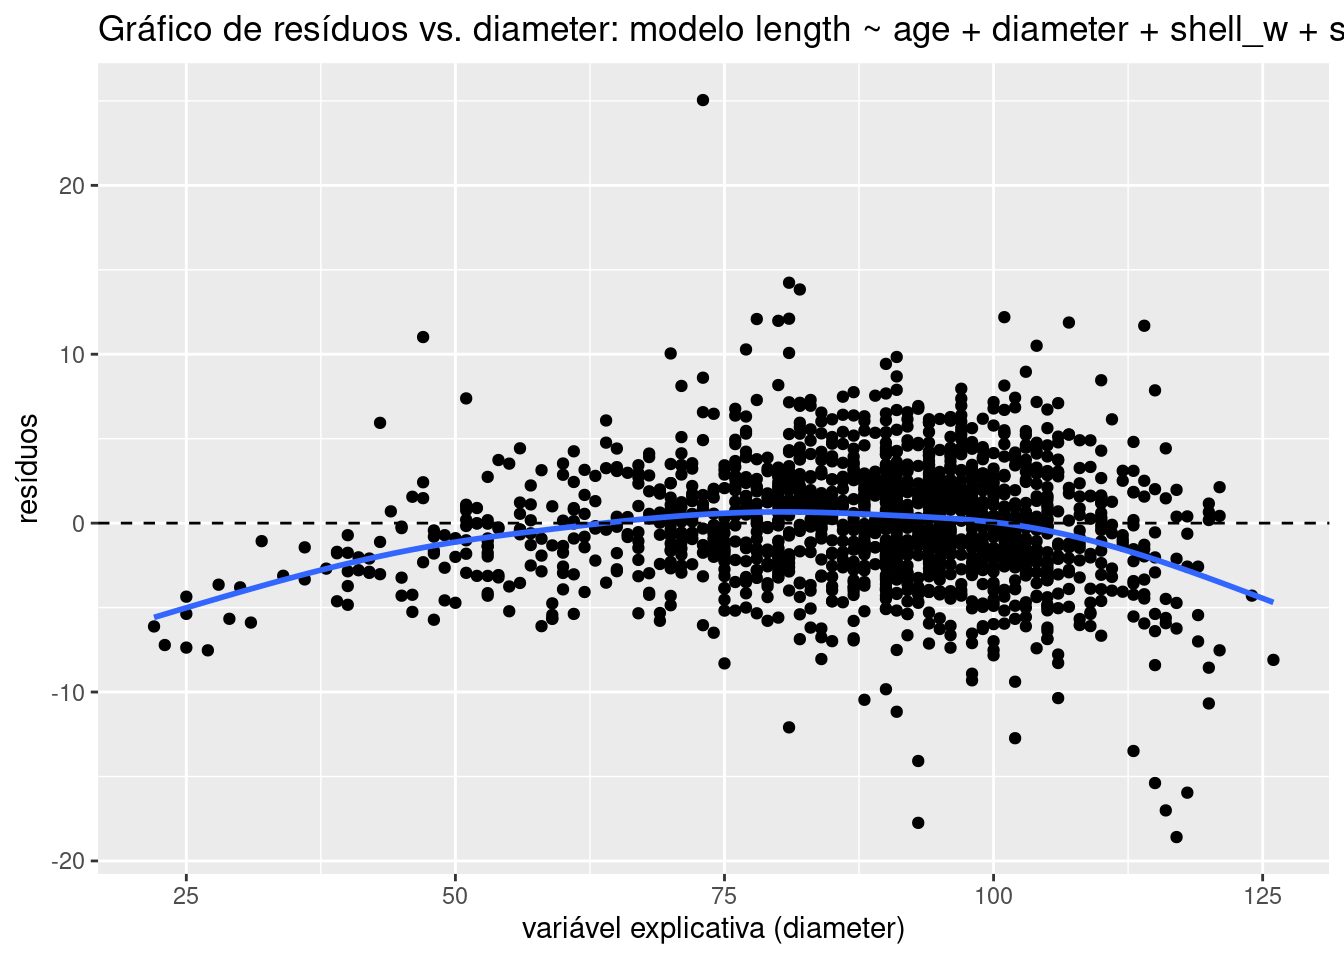 Gráfico de resíduos vs. diameter: modelo length ~ age + diameter + shell_w + s
20
10
0
-10
-20
resíduos
25 50 75 100 125
variável explicativa (diameter)